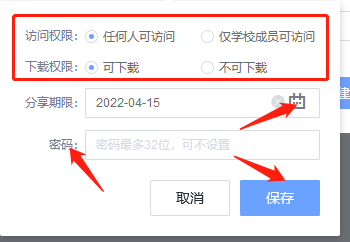 访问权限: 任何人可访问 仅学校成员可访问
下载权限: 可下载 不可下载
分享期限: 2022-04-15
建
密码: 密码最多32位，可不设置
取消 保存